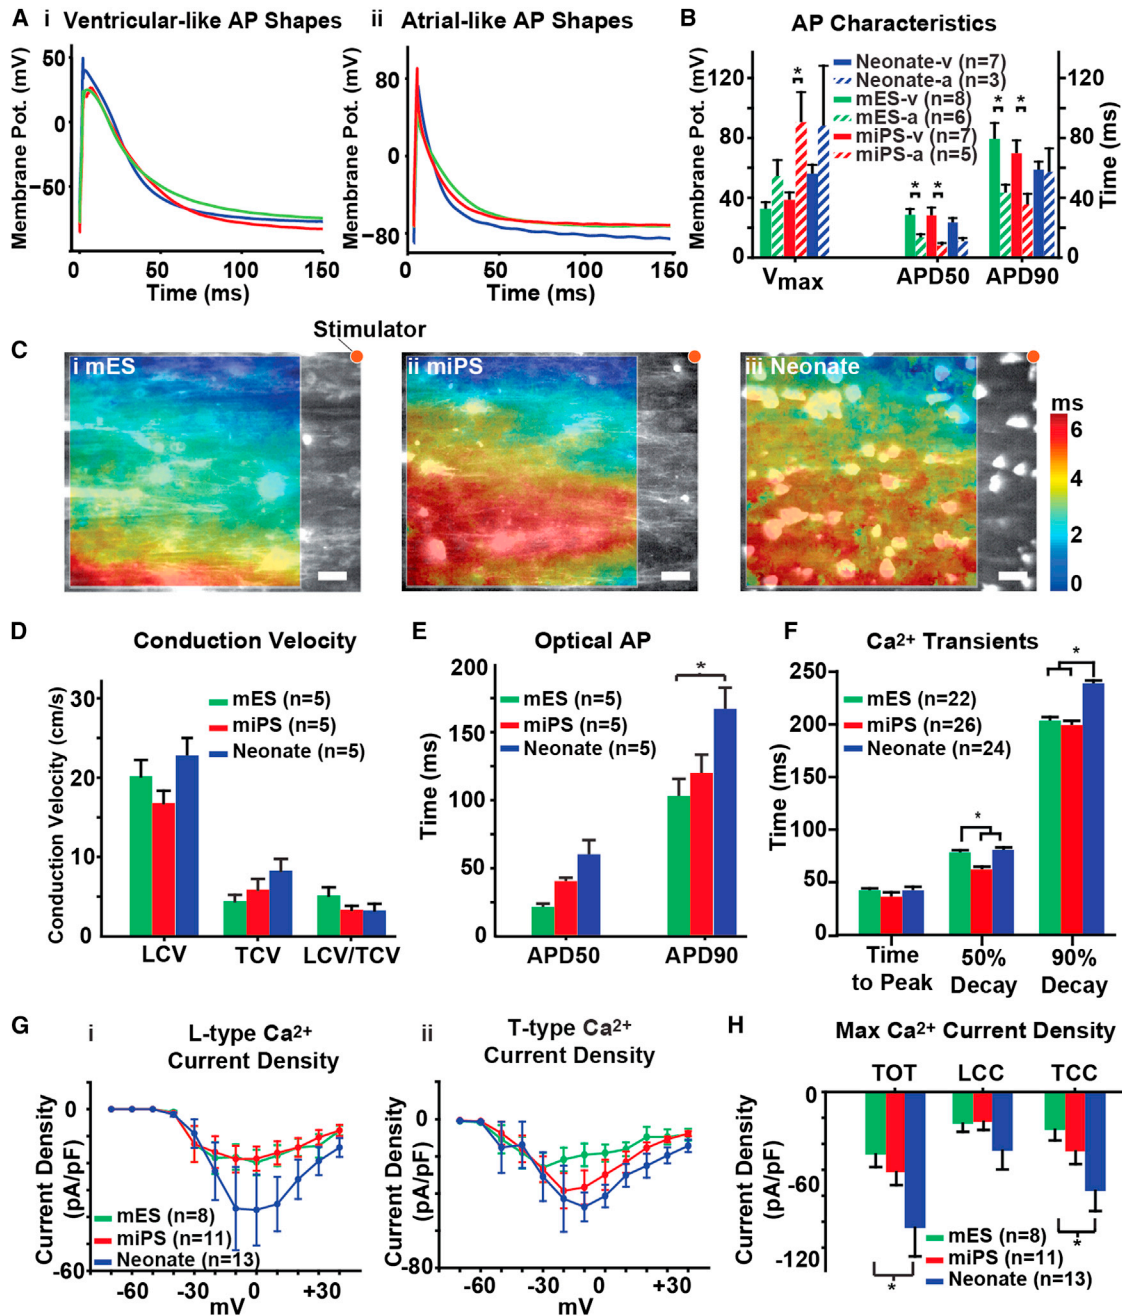 A
i Ventricular-like AP Shapes
Membrane Pot. (mV)
50
0
−50
0
50
100
150
Time (ms)
ii Atrial-like AP Shapes
Membrane Pot. (mV)
80
0
−80
0
50
100
150
Time (ms)
B
AP Characteristics
Membrane Pot. (mV)
120
80
40
0
Neonate-v (n=7)
Neonate-a (n=3)
mES-v (n=8)
mES-a (n=6)
miPS-v (n=7)
miPS-a (n=5)
*
* *
* *
120
80
40
0
Time (ms)
Vmax
APD50
APD90
C
Stimulator
i mES
ii miPS
iii Neonate
ms
6
4
2
0
D
Conduction Velocity
Conduction Velocity (cm/s)
30
20
10
0
mES (n=5)
miPS (n=5)
Neonate (n=5)
LCV
TCV
LCV/TCV
E
Optical AP
Time (ms)
200
150
100
50
0
mES (n=5)
miPS (n=5)
Neonate (n=5)
*
APD50
APD90
F
Ca2+ Transients
Time (ms)
250
200
150
100
50
0
mES (n=22)
miPS (n=26)
Neonate (n=24)
*
*
Time to Peak
50% Decay
90% Decay
G
i
L-type Ca2+
Current Density
Current Density
(pA/pF)
0
-60
mES (n=8)
miPS (n=11)
Neonate (n=13)
-60
-30
0
+30
mV
ii
T-type Ca2+
Current Density
Current Density
(pA/pF)
0
-40
-80
-60
-30
0
+30
mV
H
Max Ca2+ Current Density
TOT
LCC
TCC
Current Density
(pA/pF)
0
-60
-120
mES (n=8)
miPS (n=11)
Neonate (n=13)
*
*